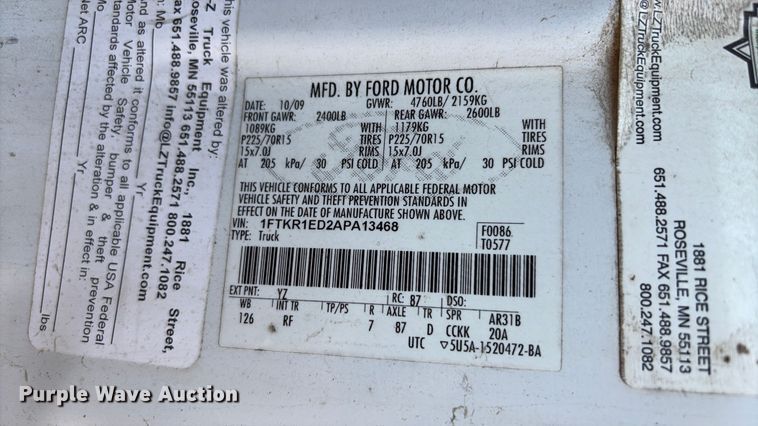 MFD. BY FORD MOTOR CO.
DATE: 10/09 GVWR: 4760LB/ 2159KG
FRONT GAWR: 2400LB REAR GAWR: 2600LB
1089KG WITH 1179KG WITH
P225/70R15 TIRES P225/70R15 TIRES
15x7.0J RIMS 15x7.0J RIMS
AT 205 kPa/ 30 PSI COLD AT 205 kPa/ 30 PSI COLD
THIS VEHICLE CONFORMS TO ALL APPLICABLE FEDERAL MOTOR
VEHICLE SAFETY AND THEFT PREVENTION STANDARDS IN
EFFECT ON THE DATE OF MANUFACTURE SHOWN ABOVE.
VIN: 1FTKR1ED2APA13468 F0086
TYPE: Truck T0577
EXT PNT: YZ RC: 87 DSO:
WB INT TR TP/PS R AXLE TR SPR AR31B
126 RF 7 87 D CCKK 20A
UTC ▽5U5A-1520472-BA
this vehicle was altered by:
-Z Truck Equipment, Inc., 1881 Rice Street,
Roseville, MN 55113 651.488.2571 800.247.1082
Fax 651.488.9857 Info@LZTruckEquipment.com
on: Mo. Yr.
and as altered it conforms to all applicable USA Federal
Motor Vehicle Safety, bumper & theft prevention
standards affected by the alteration & in effect in:
Mo. Yr.
Net ARC: lbs.
@LZTruckEquipment.com
www.LZTruckEquipment.com
1881 RICE STREET
ROSEVILLE, MN 55113
651.488.2571 FAX 651.488.9857
800.247.1082
Purple Wave Auction